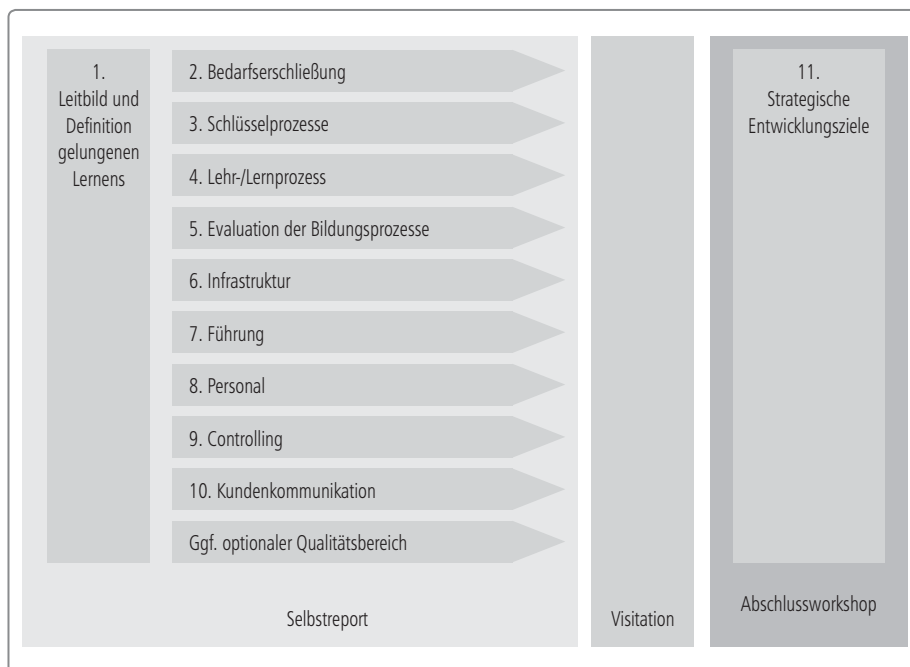 1.
Leitbild und
Definition
gelungenen
Lernens
2. Bedarfserschließung
3. Schlüsselprozesse
4. Lehr-/Lernprozess
5. Evaluation der Bildungsprozesse
6. Infrastruktur
7. Führung
8. Personal
9. Controlling
10. Kundenkommunikation
Ggf. optionaler Qualitätsbereich
Selbstreport
Visitation
11.
Strategische
Entwicklungsziele
Abschlussworkshop